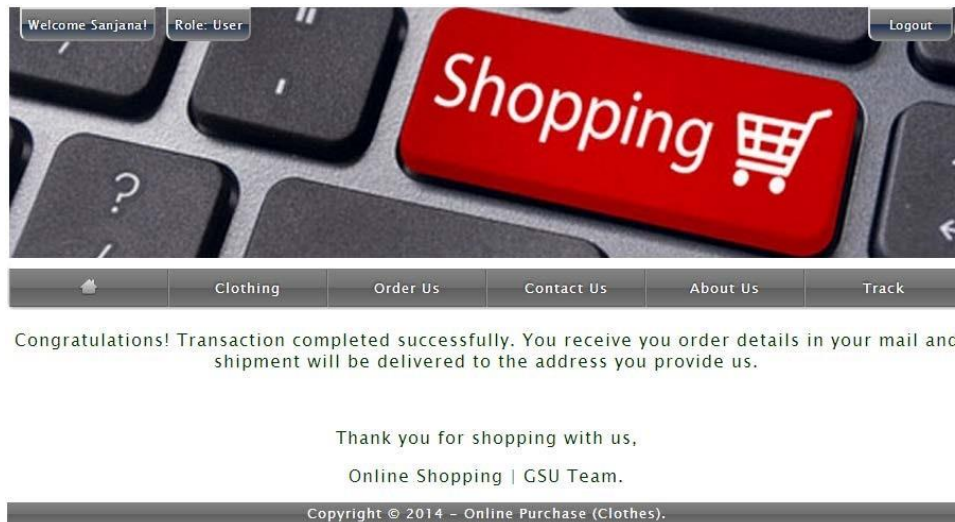 Welcome Sanjana! Role: User Logout
Shopping
?
Clothing Order Us Contact Us About Us Track
Congratulations! Transaction completed successfully. You receive you order details in your mail and
shipment will be delivered to the address you provide us.
Thank you for shopping with us,
Online Shopping | GSU Team.
Copyright © 2014 – Online Purchase (Clothes).